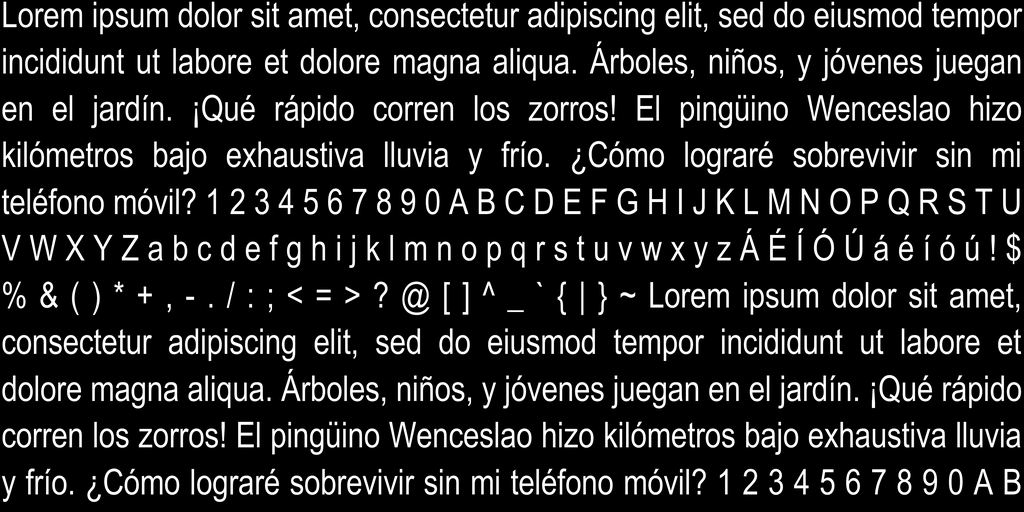 Lorem ipsum dolor sit amet, consectetur adipiscing elit, sed do eiusmod tempor
incididunt ut labore et dolore magna aliqua. Árboles, niños, y jóvenes juegan
en el jardín. ¡Qué rápido corren los zorros! El pingüino Wenceslao hizo
kilómetros bajo exhaustiva lluvia y frío. ¿Cómo lograré sobrevivir sin mi
teléfono móvil? 1 2 3 4 5 6 7 8 9 0 A B C D E F G H I J K L M N O P Q R S T U
V W X Y Z a b c d e f g h i j k l m n o p q r s t u v w x y z Á É Í Ó Ú á é í ó ú ! $
% & ( ) * + , - . / : ; < = > ? @ [ ] ^ _ ` { | } ~ Lorem ipsum dolor sit amet,
consectetur adipiscing elit, sed do eiusmod tempor incididunt ut labore et
dolore magna aliqua. Árboles, niños, y jóvenes juegan en el jardín. ¡Qué rápido
corren los zorros! El pingüino Wenceslao hizo kilómetros bajo exhaustiva lluvia
y frío. ¿Cómo lograré sobrevivir sin mi teléfono móvil? 1 2 3 4 5 6 7 8 9 0 A B